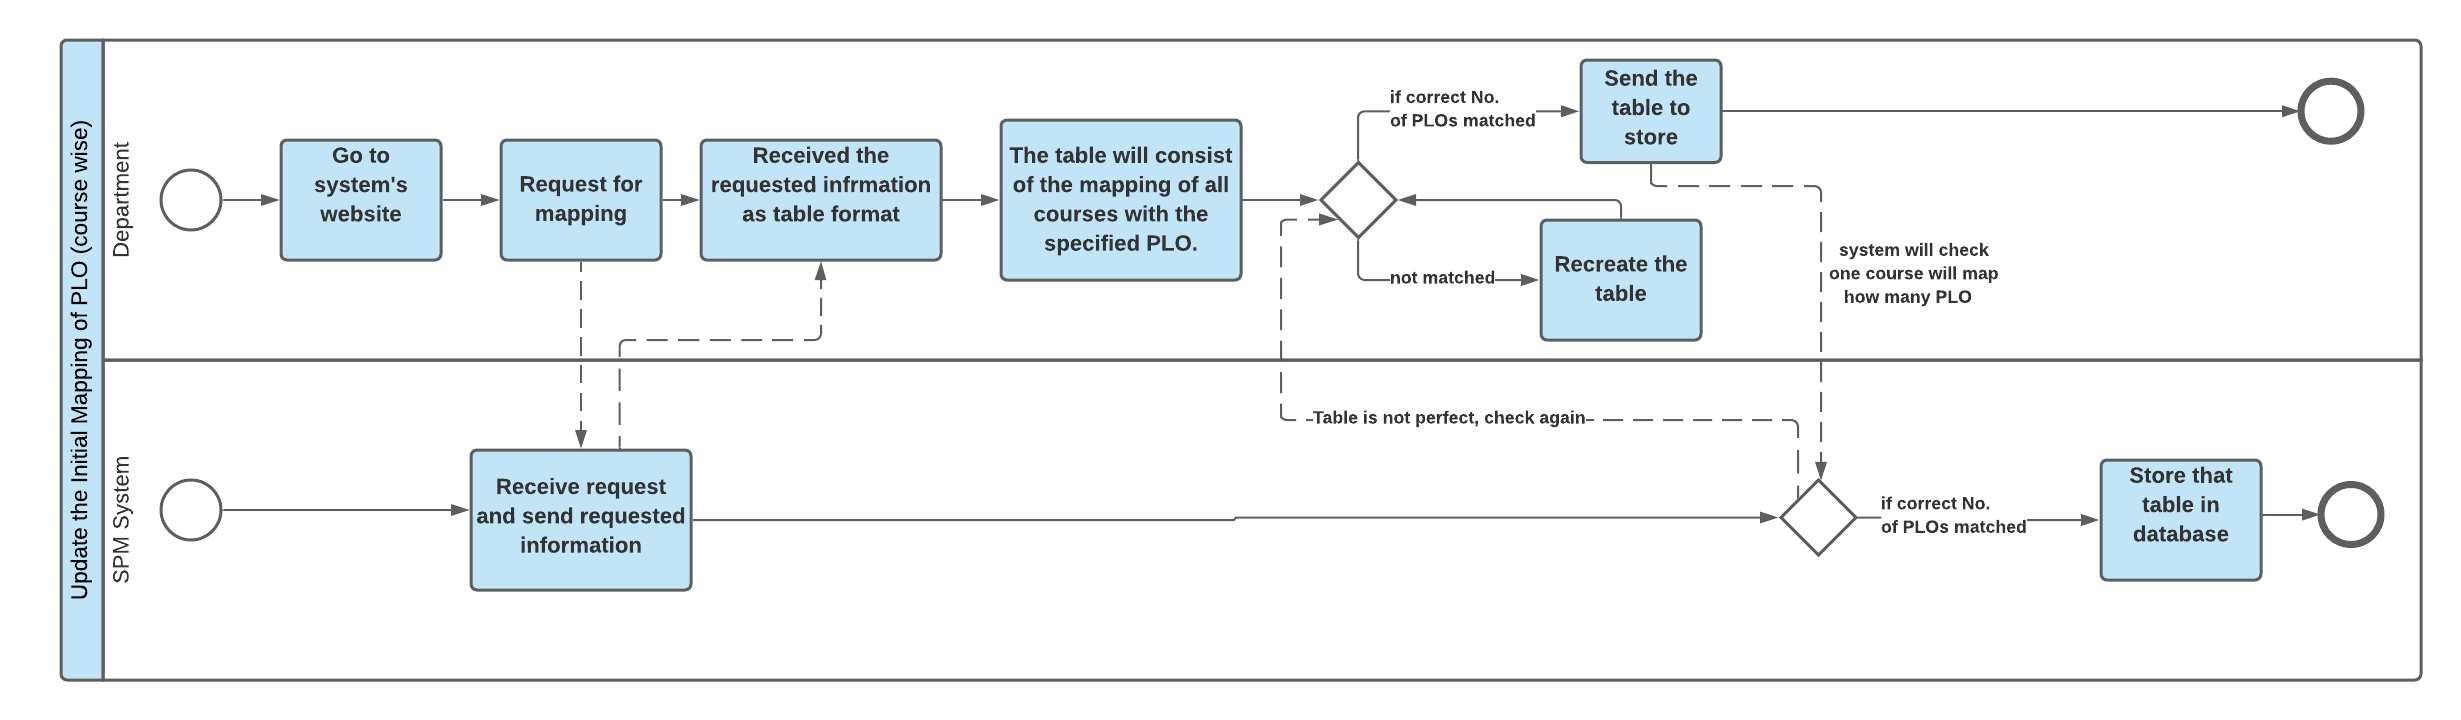 Update the Initial Mapping of PLO (course wise)
Department
Go to
system's
website
Request for
mapping
Received the
requested infrmation
as table format
The table will consist
of the mapping of all
courses with the
specified PLO.
if correct No.
of PLOs matched
not matched
Send the
table to
store
Recreate the
table
system will check
one course will map
how many PLO
SPM System
Receive request
and send requested
information
Table is not perfect, check again
if correct No.
of PLOs matched
Store that
table in
database